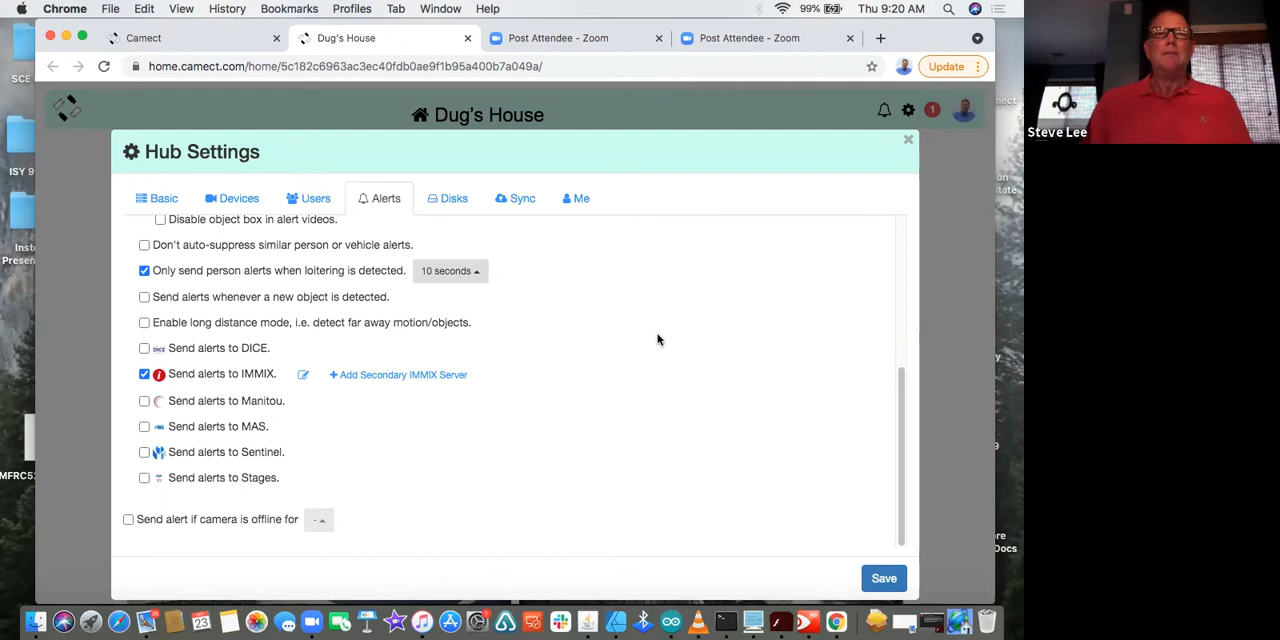 Chrome File Edit View History Bookmarks Profiles Tab Window Help 99% Thu 9:20 AM
Camect Dug's House Post Attendee - Zoom Post Attendee - Zoom
home.camect.com/home/5c182c6963ac3ec40fdb0ae9f1b95a400b7a049a/ Update
SCE
Dug's House 1
Steve Lee
Hub Settings
ISY 9
Basic Devices Users Alerts Disks Sync Me
Disable object box in alert videos.
Don't auto-suppress similar person or vehicle alerts.
Only send person alerts when loitering is detected. 10 seconds
Send alerts whenever a new object is detected.
Enable long distance mode, i.e. detect far away motion/objects.
DICE Send alerts to DICE.
Send alerts to IMMIX. + Add Secondary IMMIX Server
Send alerts to Manitou.
Send alerts to MAS.
Send alerts to Sentinel.
Send alerts to Stages.
Send alert if camera is offline for -
Save